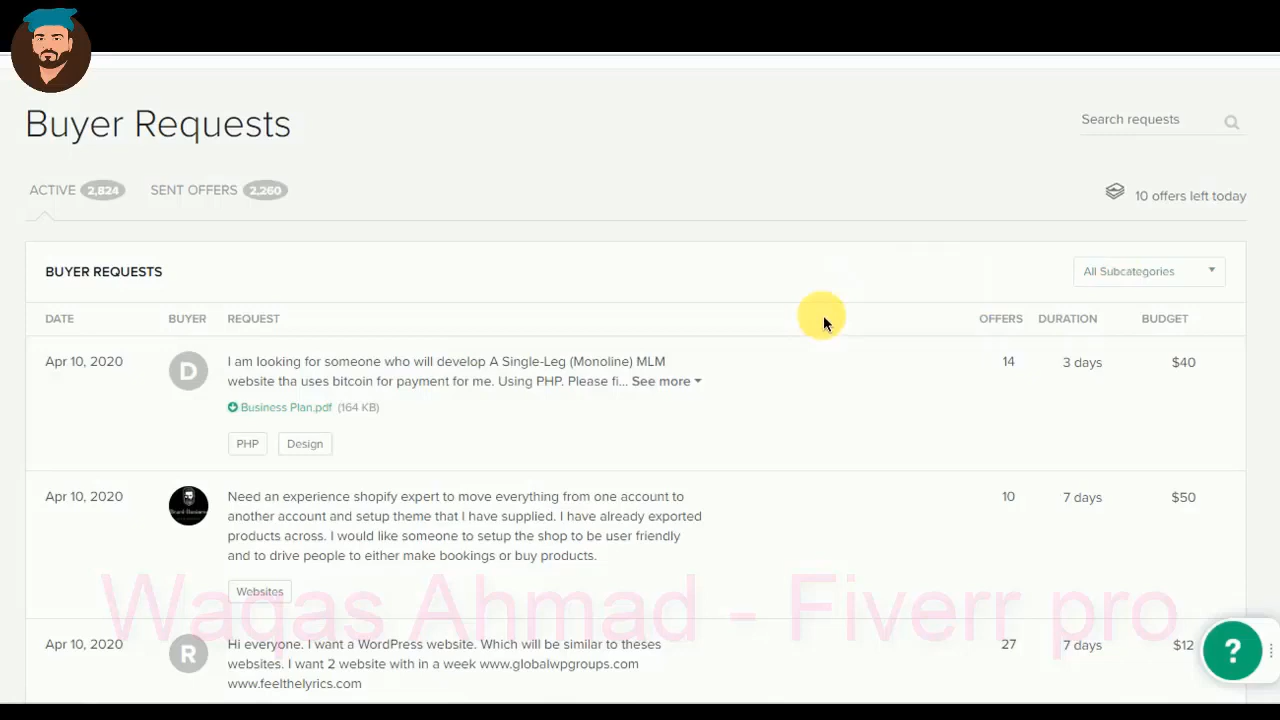 Buyer Requests
Search requests
ACTIVE 2,824 SENT OFFERS 2,260
10 offers left today
BUYER REQUESTS
All Subcategories
DATE BUYER REQUEST OFFERS DURATION BUDGET
Apr 10, 2020 D I am looking for someone who will develop A Single-Leg (Monoline) MLM 14 3 days $40
website tha uses bitcoin for payment for me. Using PHP. Please fi... See more
Business Plan.pdf (164 KB)
PHP Design
Apr 10, 2020 Need an experience shopify expert to move everything from one account to 10 7 days $50
another account and setup theme that I have supplied. I have already exported
products across. I would like someone to setup the shop to be user friendly
and to drive people to either make bookings or buy products.
Websites
Waqas Ahmad - Fiverr pro
Apr 10, 2020 R Hi everyone. I want a WordPress website. Which will be similar to theses 27 7 days $12
websites. I want 2 website with in a week www.globalwpgroups.com
www.feelthelyrics.com
?